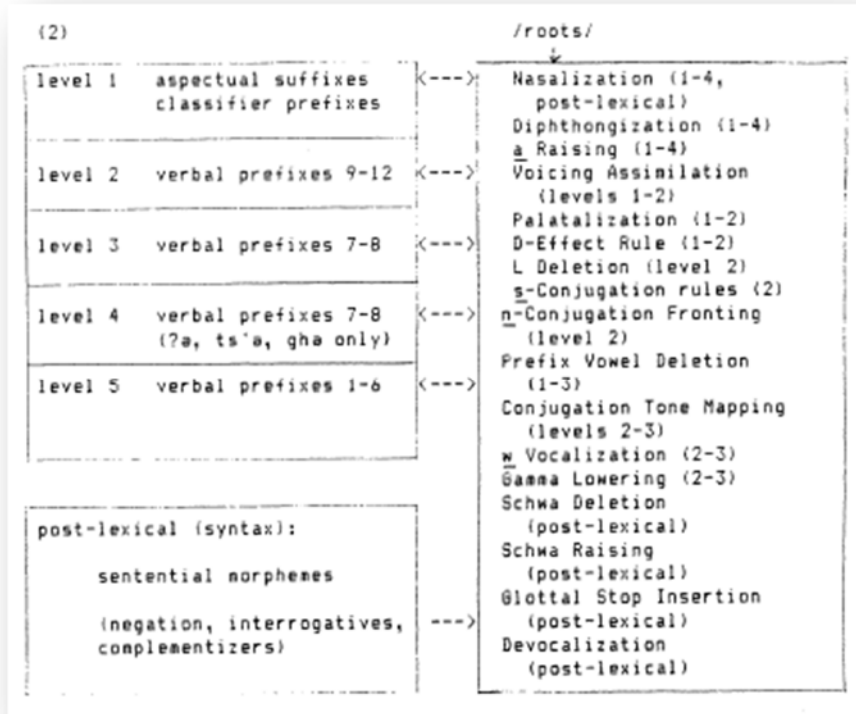 (2)
/roots/
level 1 aspectual suffixes
classifier prefixes
level 2 verbal prefixes 9-12
level 3 verbal prefixes 7-8
level 4 verbal prefixes 7-8
(?ə, ts'ə, ghə only)
level 5 verbal prefixes 1-6
post-lexical (syntax):
sentential morphemes
(negation, interrogatives,
complementizers)
<--->
<--->
<--->
<--->
<--->
--->
Nasalization (1-4,
post-lexical)
Diphthongization (1-4)
a Raising (1-4)
Voicing Assimilation
(levels 1-2)
Palatalization (1-2)
D-Effect Rule (1-2)
L Deletion (level 2)
s-Conjugation rules (2)
n-Conjugation Fronting
(level 2)
Prefix Vowel Deletion
(1-3)
Conjugation Tone Mapping
(levels 2-3)
w Vocalization (2-3)
Gamma Lowering (2-3)
Schwa Deletion
(post-lexical)
Schwa Raising
(post-lexical)
Glottal Stop Insertion
(post-lexical)
Devocalization
(post-lexical)